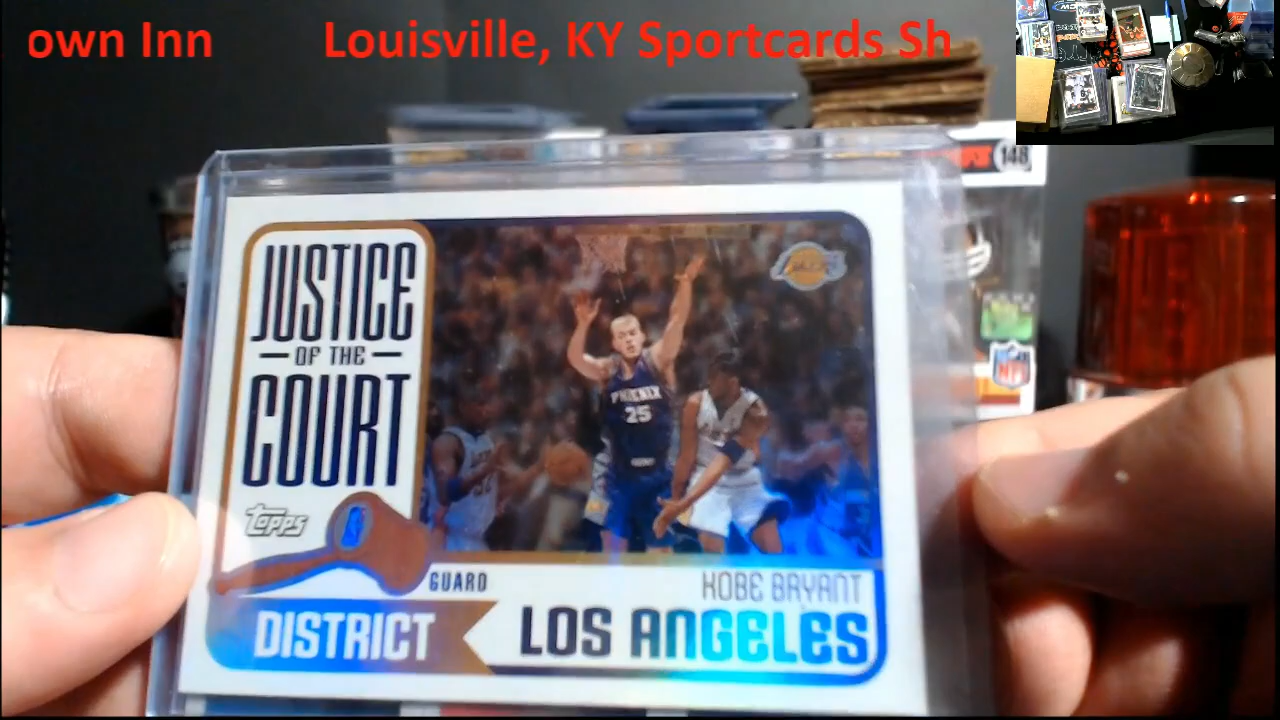 own Inn Louisville, KY Sportcards Sh
148
JUSTICE
OF THE
COURT
PHOENIX
25
NFL
TOPPS
GUARD
KOBE BRYANT
DISTRICT
LOS ANGELES